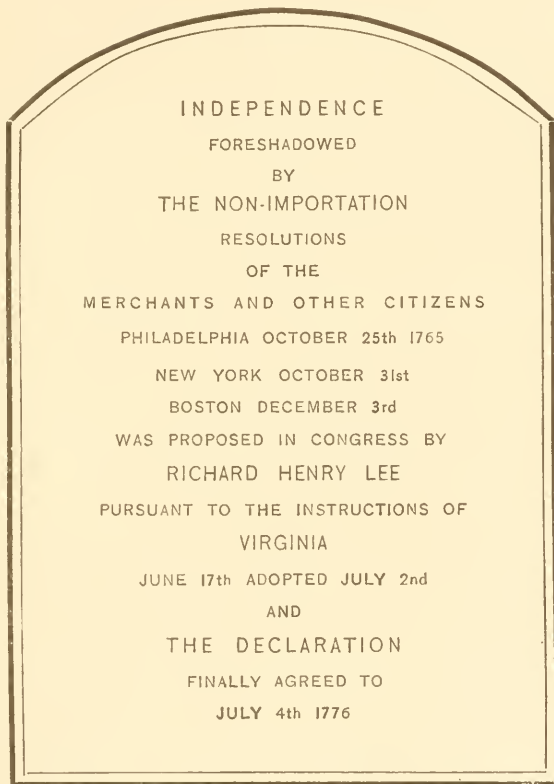 INDEPENDENCE
FORESHADOWED
BY
THE NON-IMPORTATION
RESOLUTIONS
OF THE
MERCHANTS AND OTHER CITIZENS
PHILADELPHIA OCTOBER 25th 1765
NEW YORK OCTOBER 31st
BOSTON DECEMBER 3rd
WAS PROPOSED IN CONGRESS BY
RICHARD HENRY LEE
PURSUANT TO THE INSTRUCTIONS OF
VIRGINIA
JUNE 17th ADOPTED JULY 2nd
AND
THE DECLARATION
FINALLY AGREED TO
JULY 4th 1776